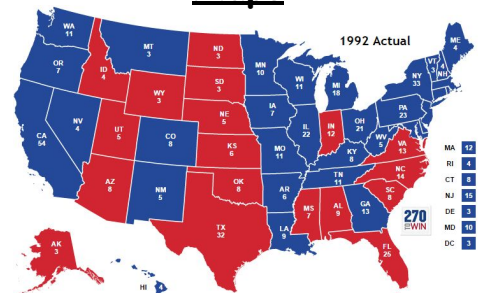 1992 Actual
WA
11
OR
7
CA
54
NV
4
ID
4
MT
3
WY
3
UT
5
CO
8
AZ
8
NM
5
ND
3
SD
3
NE
5
KS
6
OK
8
TX
32
MN
10
IA
7
MO
11
AR
6
LA
9
WI
11
IL
22
MI
18
IN
12
OH
21
KY
8
TN
11
MS
7
AL
9
GA
13
FL
25
SC
8
NC
14
VA
13
WV
5
PA
23
NY
33
VT
3
4
NH
ME
4
MA 12
RI 4
CT 8
NJ 15
DE 3
MD 10
DC 3
270
TO WIN
AK
3
HI 4